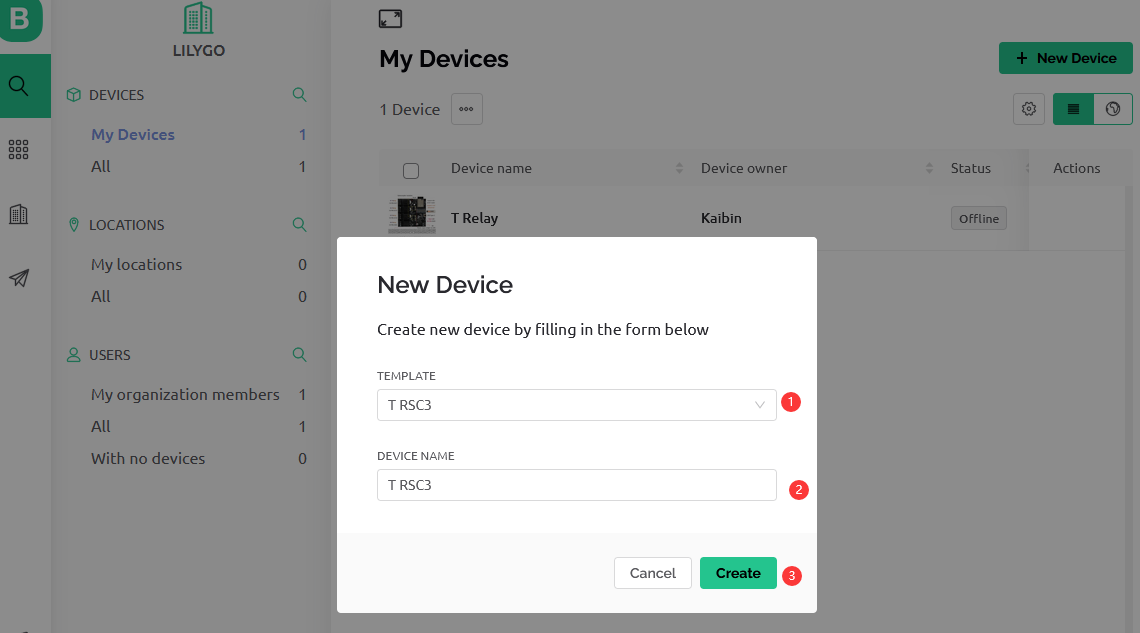 B
LILYGO
DEVICES
My Devices 1
All 1
LOCATIONS
My locations 0
All 0
USERS
My organization members 1
All 1
With no devices 0
My Devices
+ New Device
1 Device
Device name Device owner Status Actions
T Relay Kaibin Offline
New Device
Create new device by filling in the form below
TEMPLATE
T RSC3 1
DEVICE NAME
T RSC3 2
Cancel Create 3